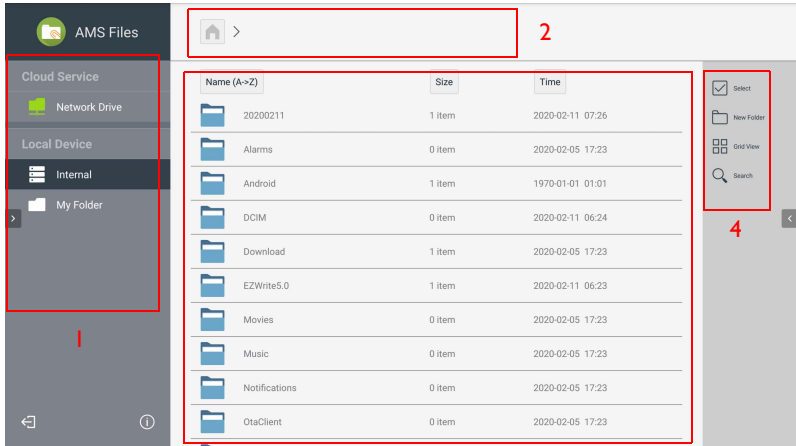 AMS Files
2
Cloud Service
Network Drive
Local Device
Internal
My Folder
1
Name (A->Z) Size Time
20200211 1 item 2020-02-11 07:26
Alarms 0 item 2020-02-05 17:23
Android 1 item 1970-01-01 01:01
DCIM 0 item 2020-02-11 06:24
Download 1 item 2020-02-05 17:23
EZWrite5.0 1 item 2020-02-11 06:23
Movies 0 item 2020-02-05 17:23
Music 0 item 2020-02-05 17:23
Notifications 0 item 2020-02-05 17:23
OtaClient 0 item 2020-02-05 17:23
Select
New Folder
Grid View
Search
4